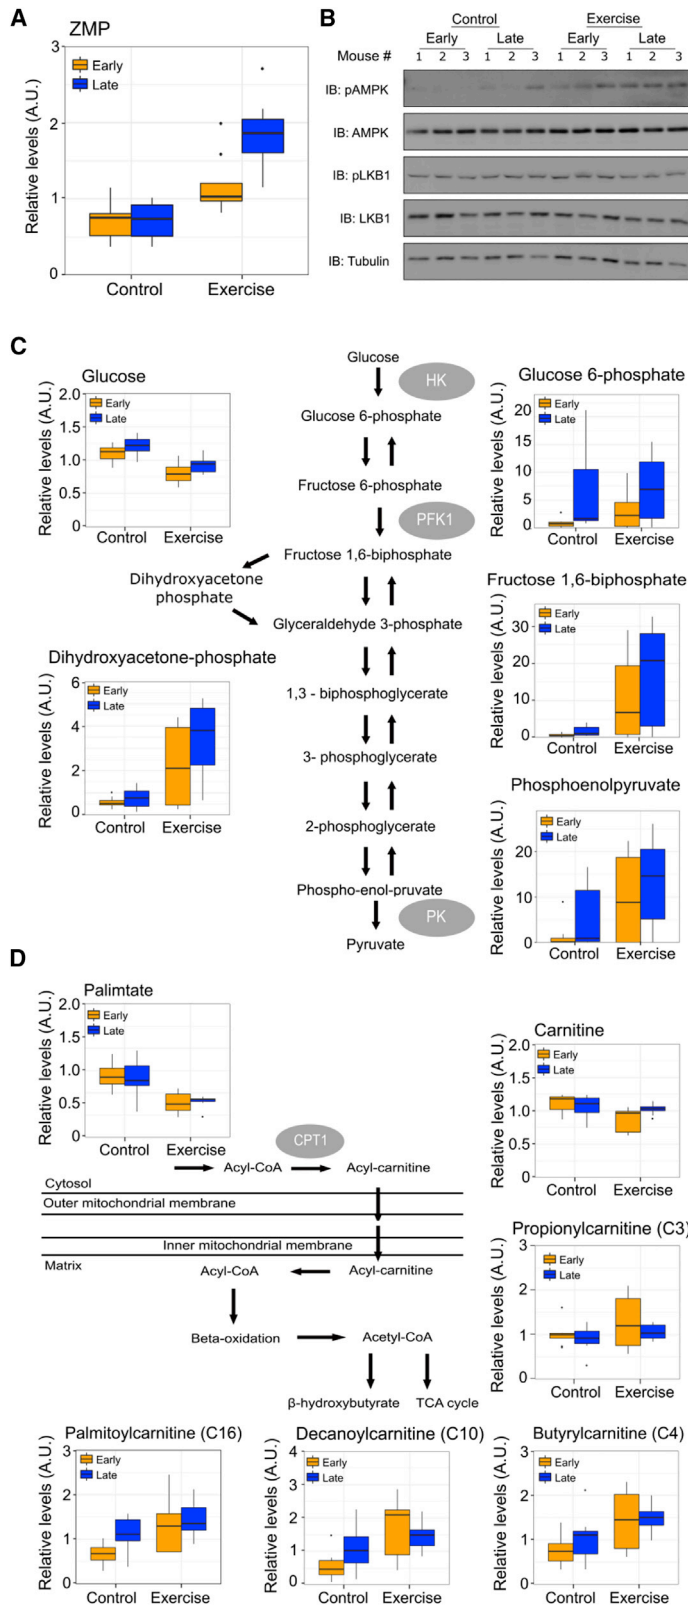 A
ZMP
Early
Late
Relative levels (A.U.)
3
2
1
0
Control Exercise
B
Control Exercise
Early Late Early Late
Mouse # 1 2 3 1 2 3 1 2 3 1 2 3
IB: pAMPK
IB: AMPK
IB: pLKB1
IB: LKB1
IB: Tubulin
C
Glucose
Early
Late
Relative levels (A.U.)
2.0
1.5
1.0
0.5
0
Control Exercise
Glucose
HK
Glucose 6-phosphate
Fructose 6-phosphate
PFK1
Fructose 1,6-biphosphate
Dihydroxyacetone
phosphate
Glyceraldehyde 3-phosphate
1,3 - biphosphoglycerate
3- phosphoglycerate
2-phosphoglycerate
Phospho-enol-pruvate
PK
Pyruvate
Glucose 6-phosphate
Early
Late
Relative levels (A.U.)
20
15
10
5
0
Control Exercise
Fructose 1,6-biphosphate
Early
Late
Relative levels (A.U.)
30
20
10
0
Control Exercise
Dihydroxyacetone-phosphate
Early
Late
Relative levels (A.U.)
6
4
2
0
Control Exercise
Phosphoenolpyruvate
Early
Late
Relative levels (A.U.)
20
10
0
Control Exercise
D
Palimtate
Early
Late
Relative levels (A.U.)
2.0
1.5
1.0
0.5
0
Control Exercise
CPT1
Acyl-CoA Acyl-carnitine
Cytosol
Outer mitochondrial membrane
Inner mitochondrial membrane
Matrix
Acyl-CoA Acyl-carnitine
Beta-oxidation Acetyl-CoA
β-hydroxybutyrate TCA cycle
Carnitine
Early
Late
Relative levels (A.U.)
2.0
1.5
1.0
0.5
0
Control Exercise
Propionylcarnitine (C3)
Early
Late
Relative levels (A.U.)
3
2
1
0
Control Exercise
Palmitoylcarnitine (C16)
Early
Late
Relative levels (A.U.)
3
2
1
0
Control Exercise
Decanoylcarnitine (C10)
Early
Late
Relative levels (A.U.)
4
3
2
1
0
Control Exercise
Butyrylcarnitine (C4)
Early
Late
Relative levels (A.U.)
3
2
1
0
Control Exercise